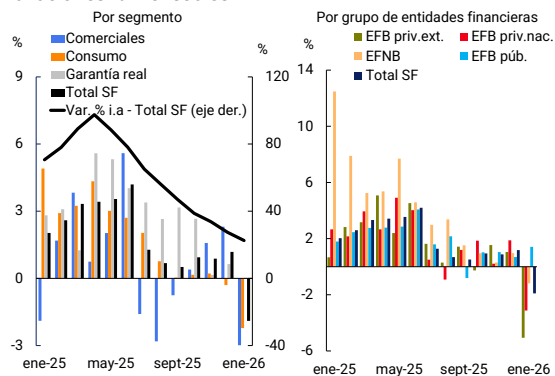 Por segmento
%
Comerciales
Consumo
Garantía real
Total SF
Var. % i.a - Total SF (eje der.)
%
9
6
3
0
-3
120
80
40
0
-40
ene-25
may-25
sept-25
ene-26
Por grupo de entidades financieras
%
EFB priv.ext.
EFB priv.nac.
EFNB
EFB púb.
Total SF
14
10
6
2
-2
-6
ene-25
may-25
sept-25
ene-26